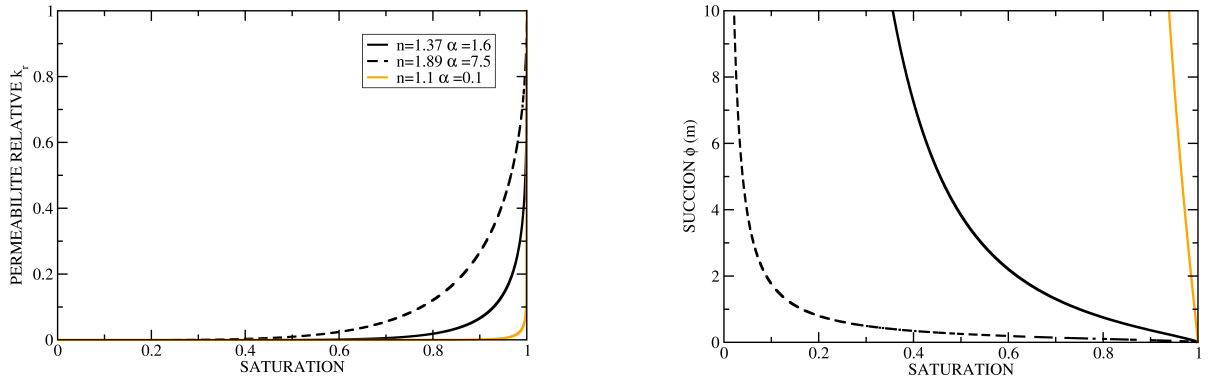 1
0.8
0.6
0.4
0.2
0
PERMEABILITE RELATIVE k_r
n=1.37 α =1.6
n=1.89 α =7.5
n=1.1 α =0.1
0 0.2 0.4 0.6 0.8 1
SATURATION
10
8
6
4
2
0
SUCCION ϕ (m)
0 0.2 0.4 0.6 0.8 1
SATURATION